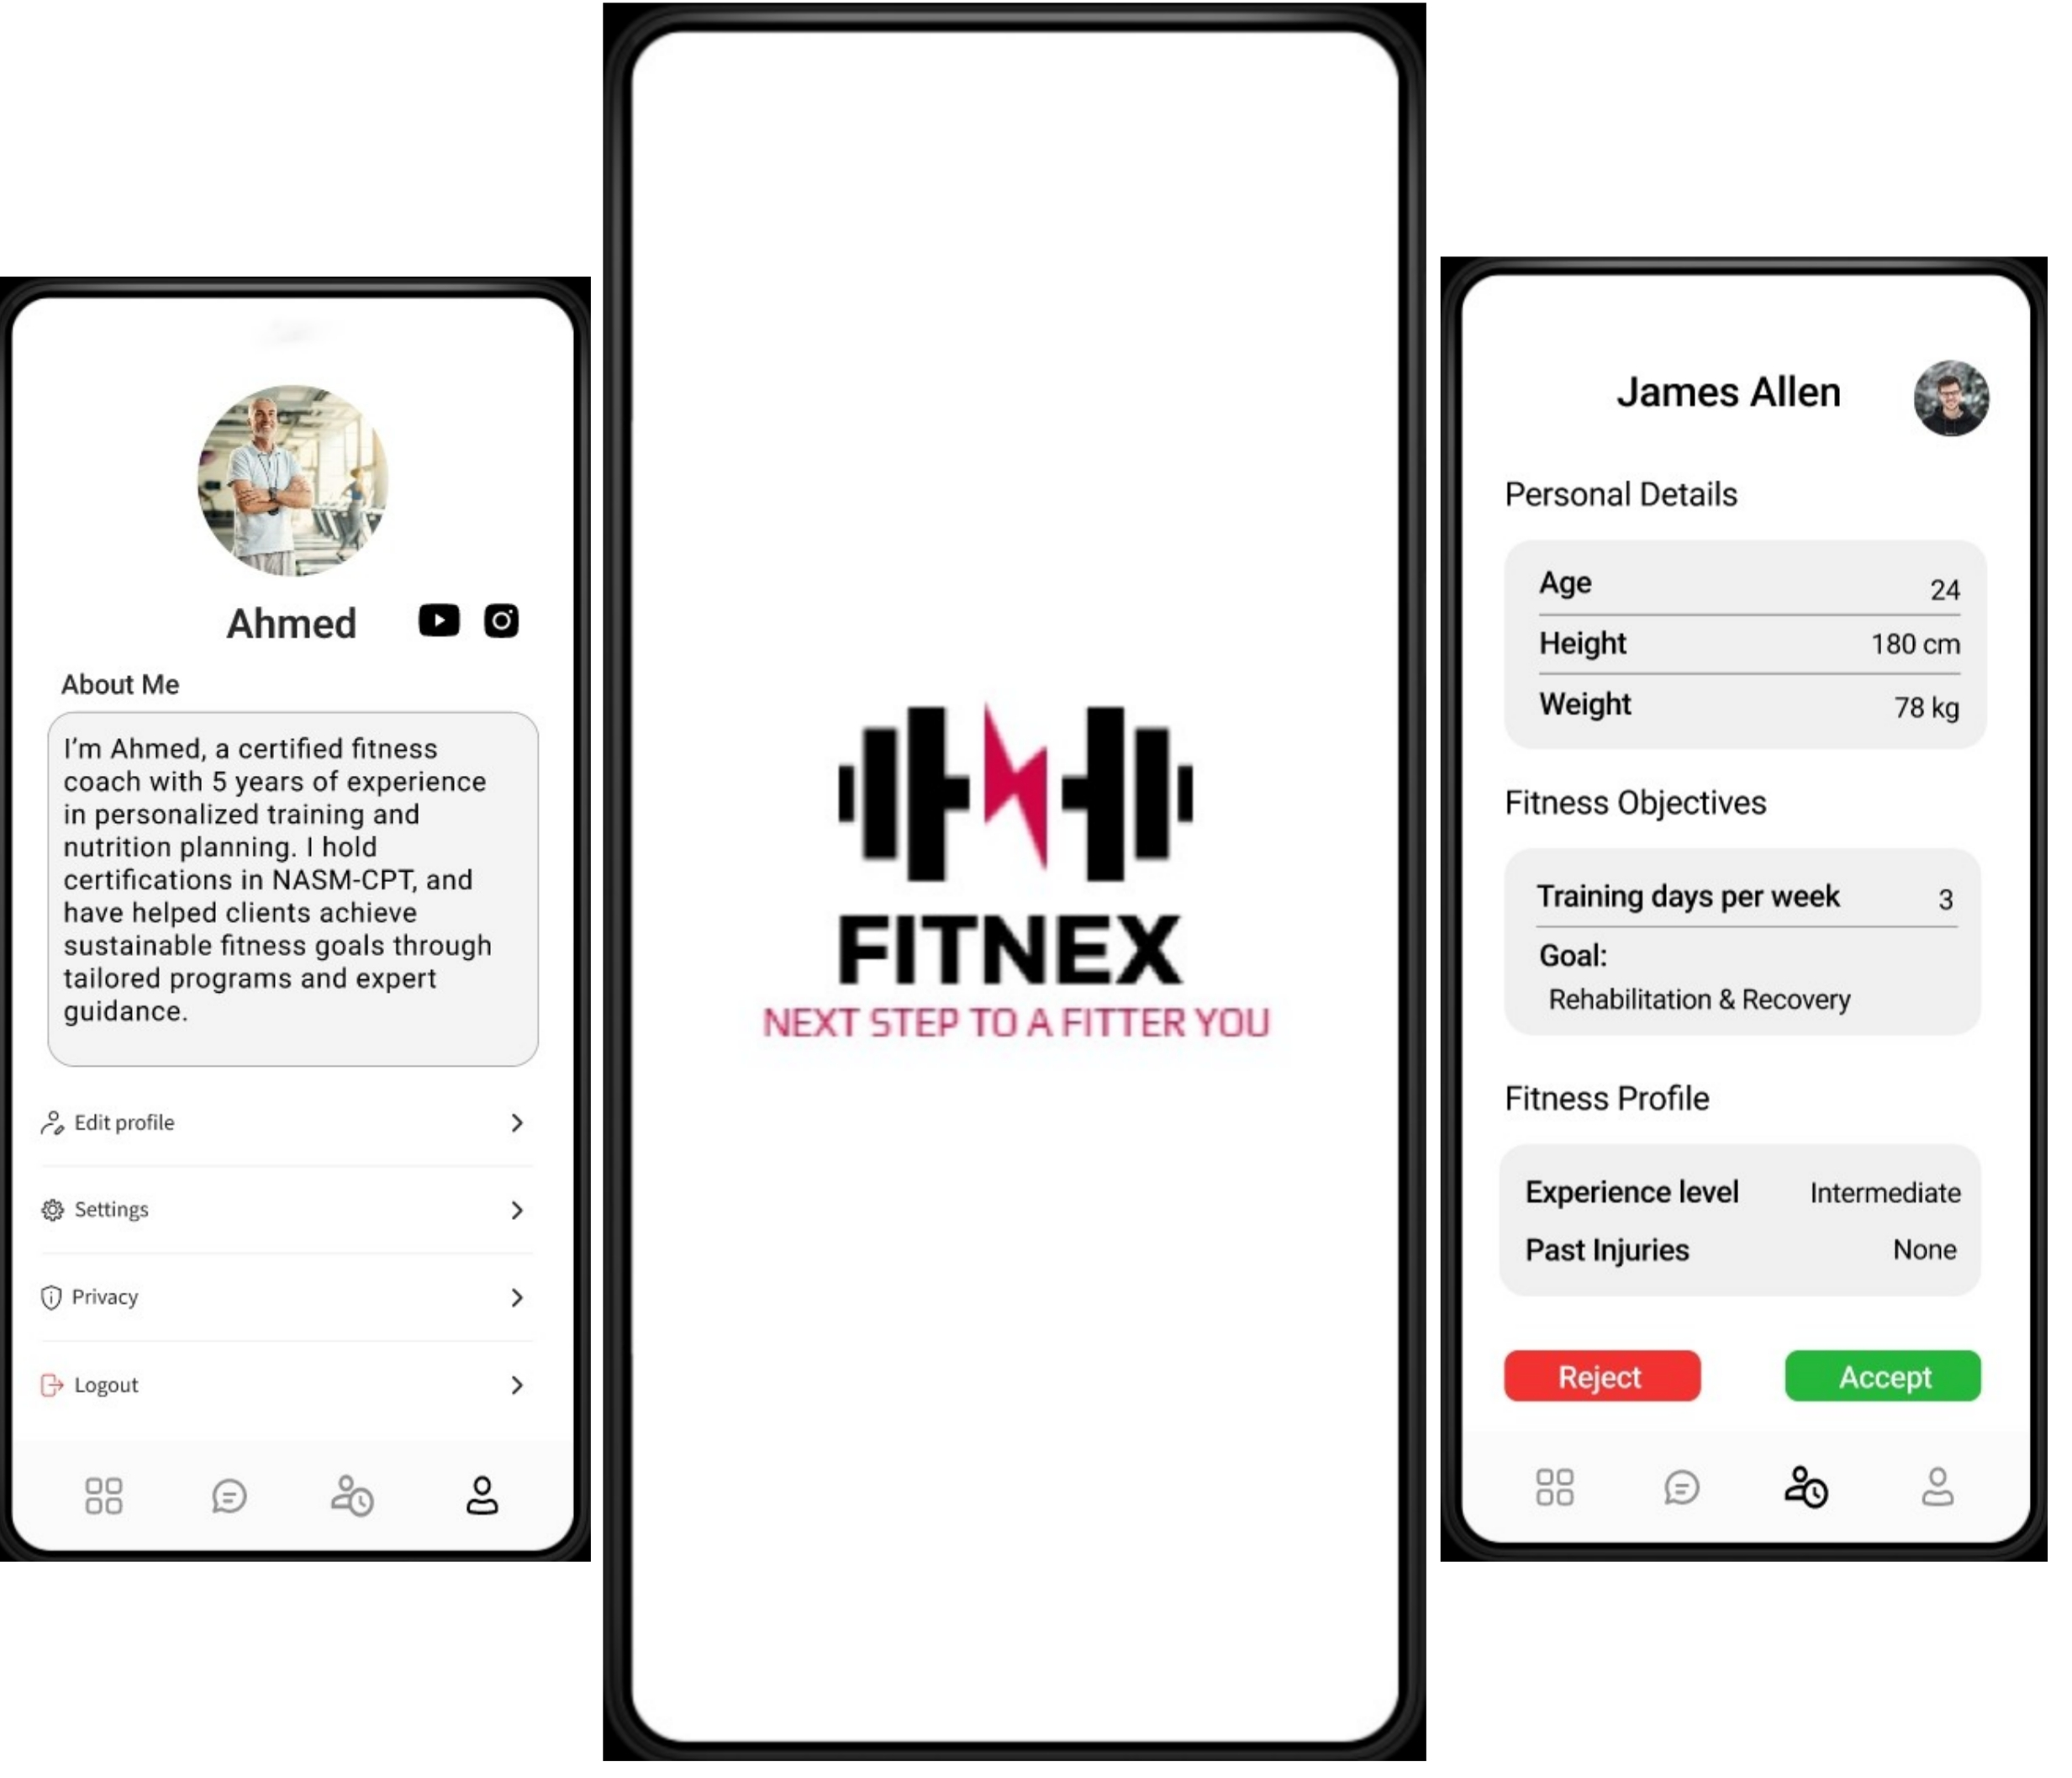 Ahmed
About Me
I'm Ahmed, a certified fitness
coach with 5 years of experience
in personalized training and
nutrition planning. I hold
certifications in NASM-CPT, and
have helped clients achieve
sustainable fitness goals through
tailored programs and expert
guidance.
Edit profile
Settings
Privacy
Logout
FITNEX
NEXT STEP TO A FITTER YOU
James Allen
Personal Details
Age 24
Height 180 cm
Weight 78 kg
Fitness Objectives
Training days per week 3
Goal:
Rehabilitation & Recovery
Fitness Profile
Experience level Intermediate
Past Injuries None
Reject Accept